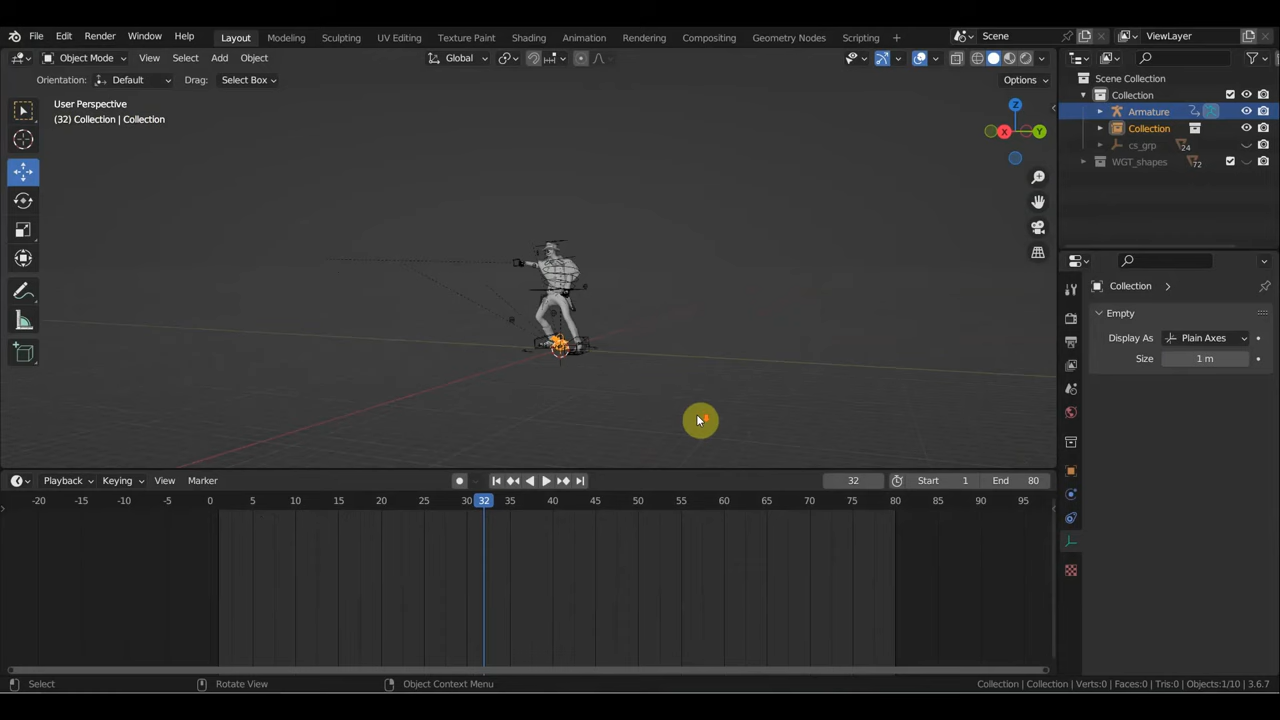 File Edit Render Window Help Layout Modeling Sculpting UV Editing Texture Paint Shading Animation Rendering Compositing Geometry Nodes Scripting + Scene ViewLayer
Object Mode View Select Add Object Global
Orientation: Default Drag: Select Box Options
User Perspective
(32) Collection | Collection
Z
X
Y
Scene Collection
Collection
Armature
Collection
cs_grp 24
WGT_shapes 72
Collection
Empty
Display As Plain Axes
Size 1 m
Playback Keying View Marker 32 Start 1 End 80
-20 -10 0 5 10 15 20 25 30 32 35 40 45 50 55 60 65 70 75 80 85 90 95
Select Rotate View Object Context Menu Collection | Collection | Verts:0 | Faces:0 | Tris:0 | Objects:1/10 | 3.6.7